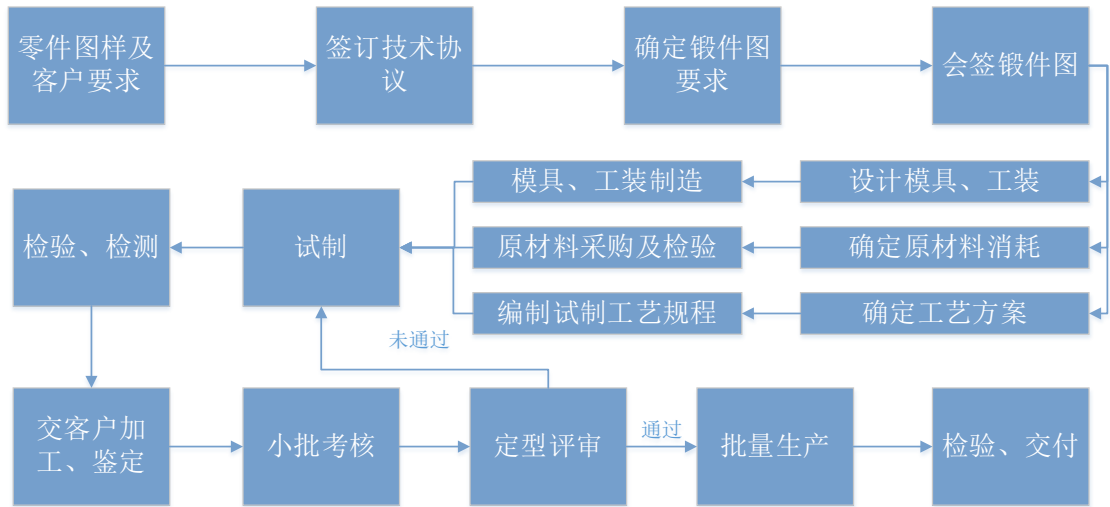 零件图样及
客户要求
签订技术协
议
确定锻件图
要求
会签锻件图
模具、工装制造
设计模具、工装
检验、检测
试制
原材料采购及检验
确定原材料消耗
编制试制工艺规程
确定工艺方案
未通过
交客户加
工、鉴定
小批考核
定型评审
通过
批量生产
检验、交付